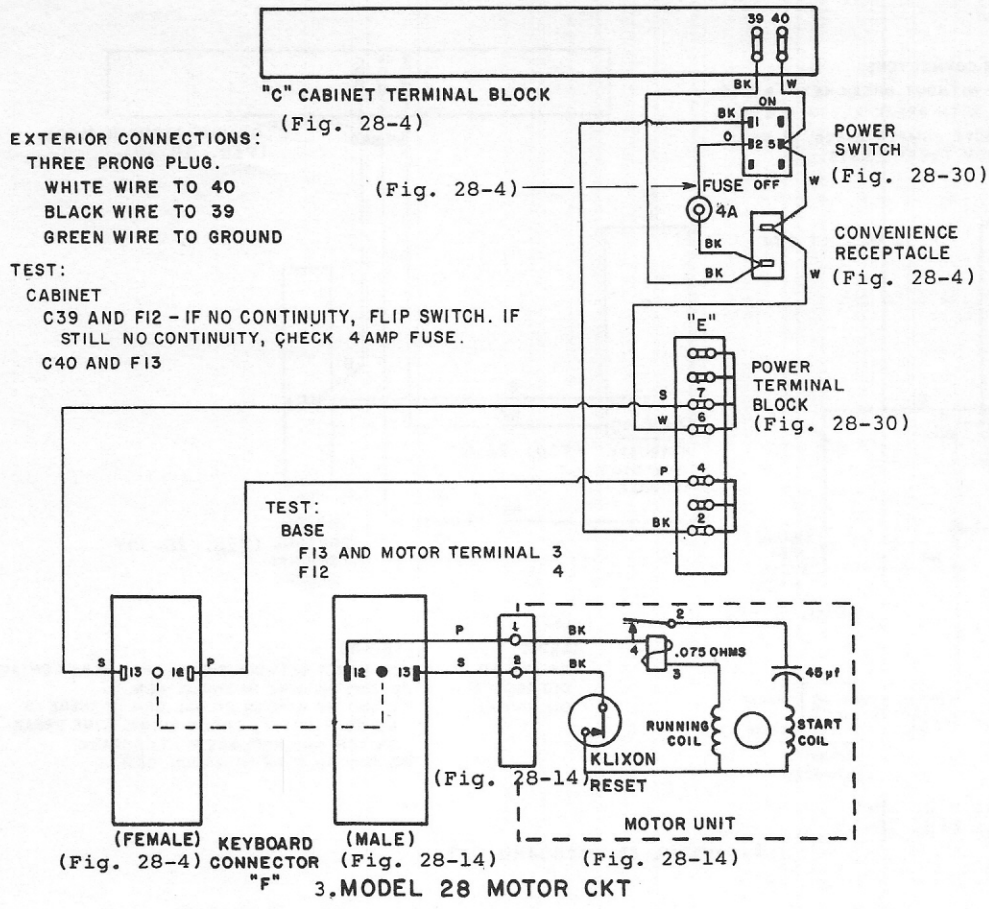 39 40
"C" CABINET TERMINAL BLOCK
(Fig. 28-4)
BK W
ON
BK
O
2 5
OFF
POWER
SWITCH
(Fig. 28-30)
W
EXTERIOR CONNECTIONS:
THREE PRONG PLUG.
WHITE WIRE TO 40
BLACK WIRE TO 39
GREEN WIRE TO GROUND
(Fig. 28-4)
FUSE
4A
BK
BK
CONVENIENCE
RECEPTACLE
(Fig. 28-4)
W
TEST:
CABINET
C39 AND F12 - IF NO CONTINUITY, FLIP SWITCH. IF
STILL NO CONTINUITY, CHECK 4 AMP FUSE.
C40 AND F13
"E"
7
6
4
2
S
W
P
BK
POWER
TERMINAL
BLOCK
(Fig. 28-30)
TEST:
BASE
F13 AND MOTOR TERMINAL 3
F12 4
S 13 12 P
12 13
P
S
1
2
BK
BK
2
4
.075 OHMS
3
45 µf
RUNNING
COIL
START
COIL
KLIXON
RESET
(Fig. 28-14)
MOTOR UNIT
(FEMALE)
(Fig. 28-4)
KEYBOARD
CONNECTOR
"F"
(MALE)
(Fig. 28-14)
(Fig. 28-14)
3. MODEL 28 MOTOR CKT